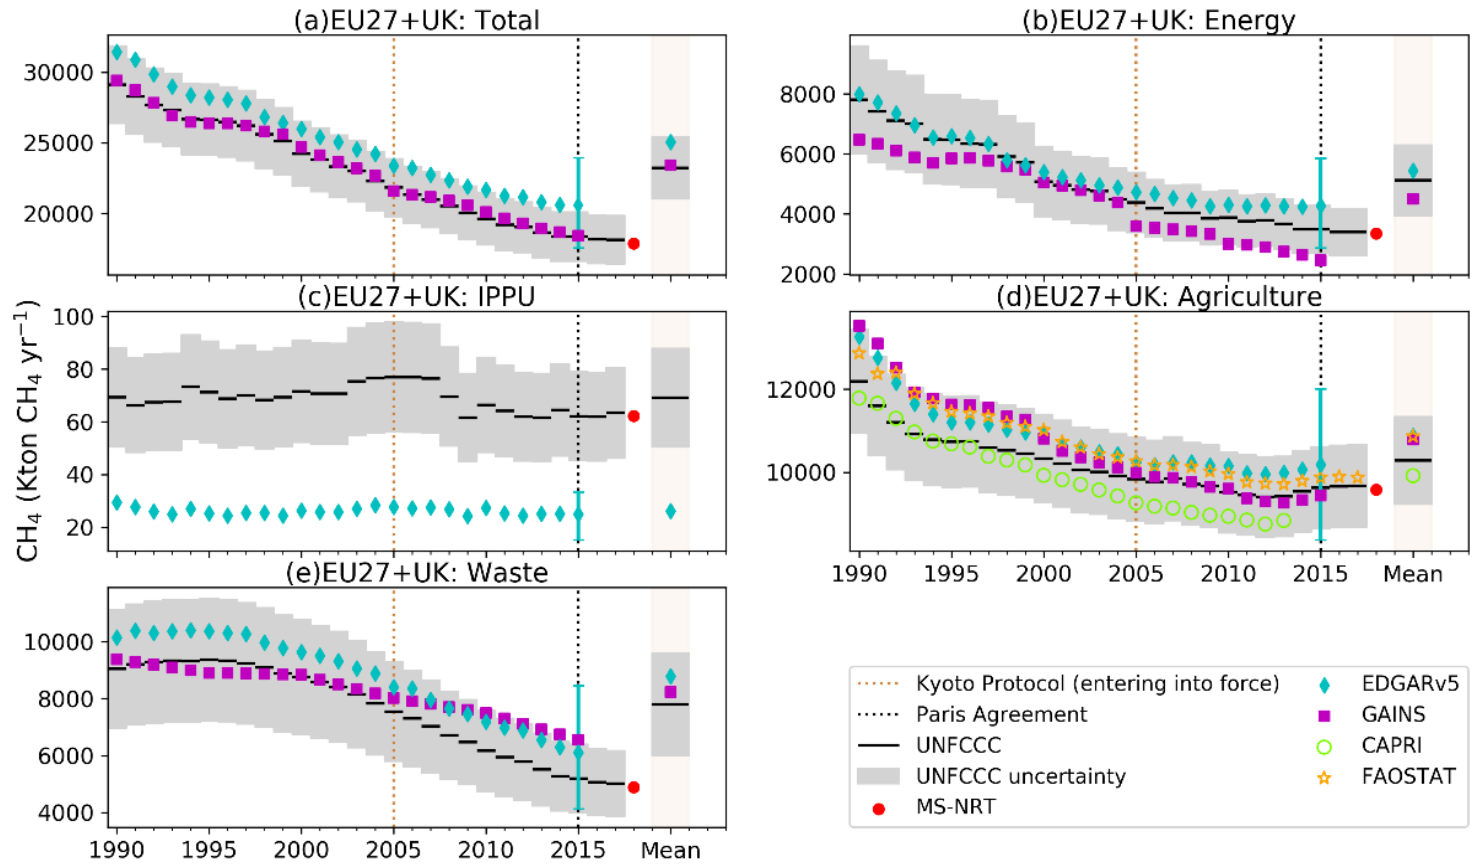 (a)EU27+UK: Total
(b)EU27+UK: Energy
30000
25000
20000
8000
6000
4000
2000
(c)EU27+UK: IPPU
(d)EU27+UK: Agriculture
100
80
60
40
20
12000
10000
1990 1995 2000 2005 2010 2015 Mean
CH₄ (Kton CH₄ yr⁻¹)
(e)EU27+UK: Waste
10000
8000
6000
4000
1990 1995 2000 2005 2010 2015 Mean
Kyoto Protocol (entering into force)
Paris Agreement
UNFCCC
UNFCCC uncertainty
MS-NRT
EDGARv5
GAINS
CAPRI
FAOSTAT